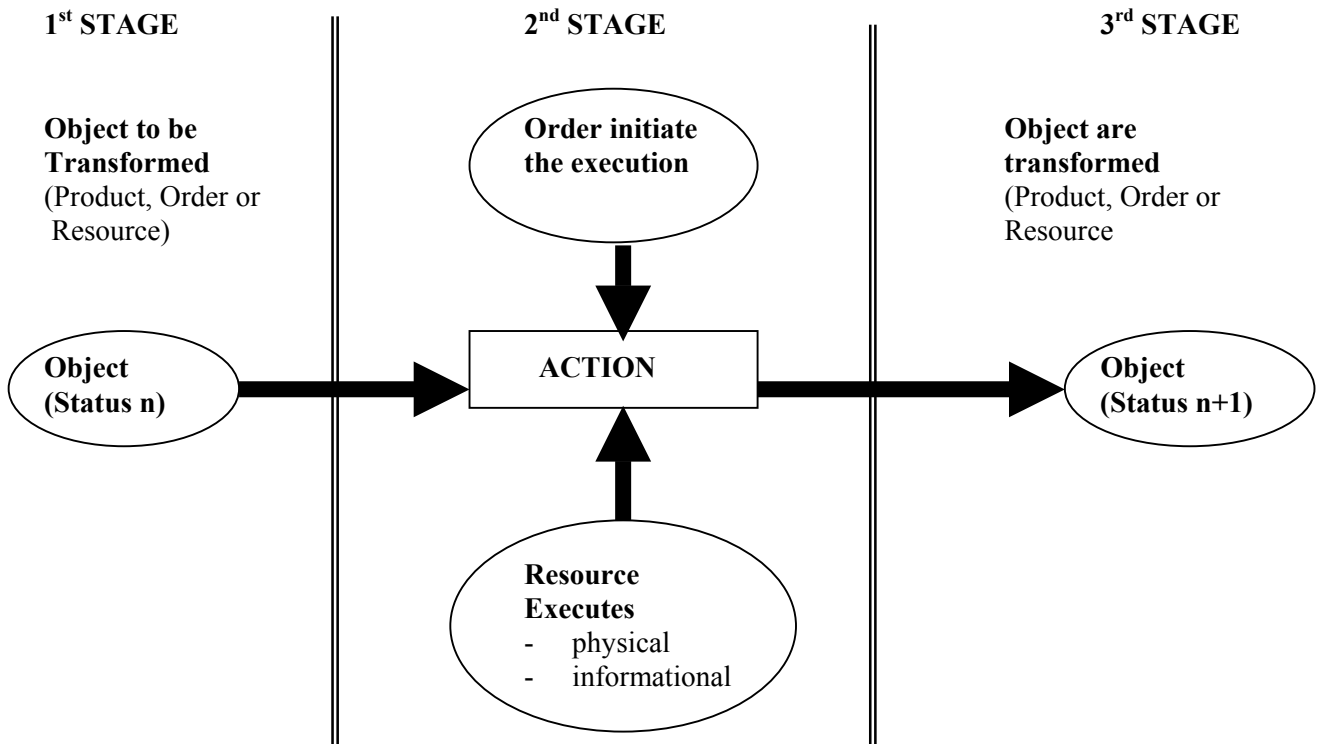 1st STAGE
2nd STAGE
3rd STAGE
Object to be
Transformed
(Product, Order or
Resource)
Order initiate
the execution
Object are
transformed
(Product, Order or
Resource
Object
(Status n)
ACTION
Object
(Status n+1)
Resource
Executes
- physical
- informational